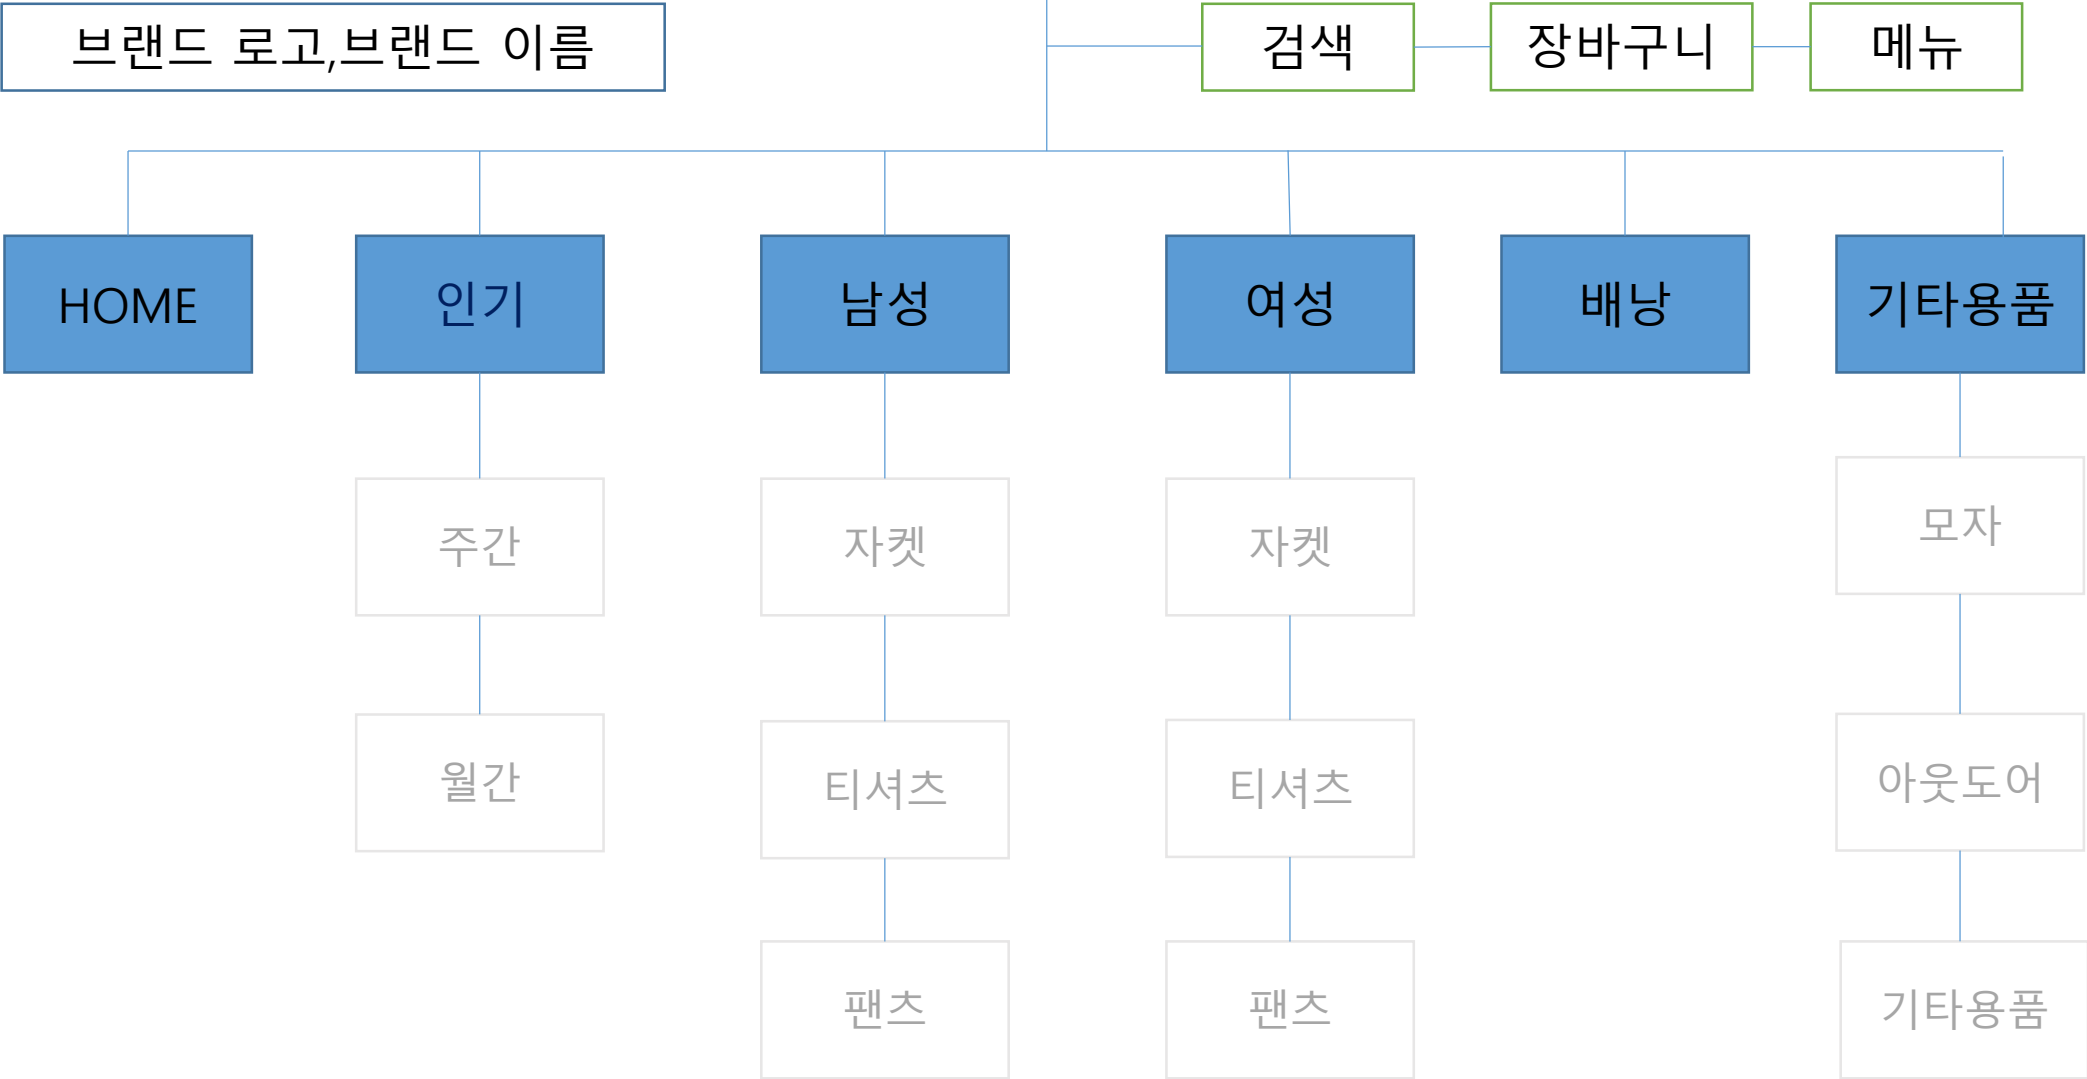 브랜드 로고,브랜드 이름
검색
장바구니
메뉴
HOME
인기
남성
여성
배낭
기타용품
주간
자켓
자켓
모자
월간
티셔츠
티셔츠
아웃도어
팬츠
팬츠
기타용품